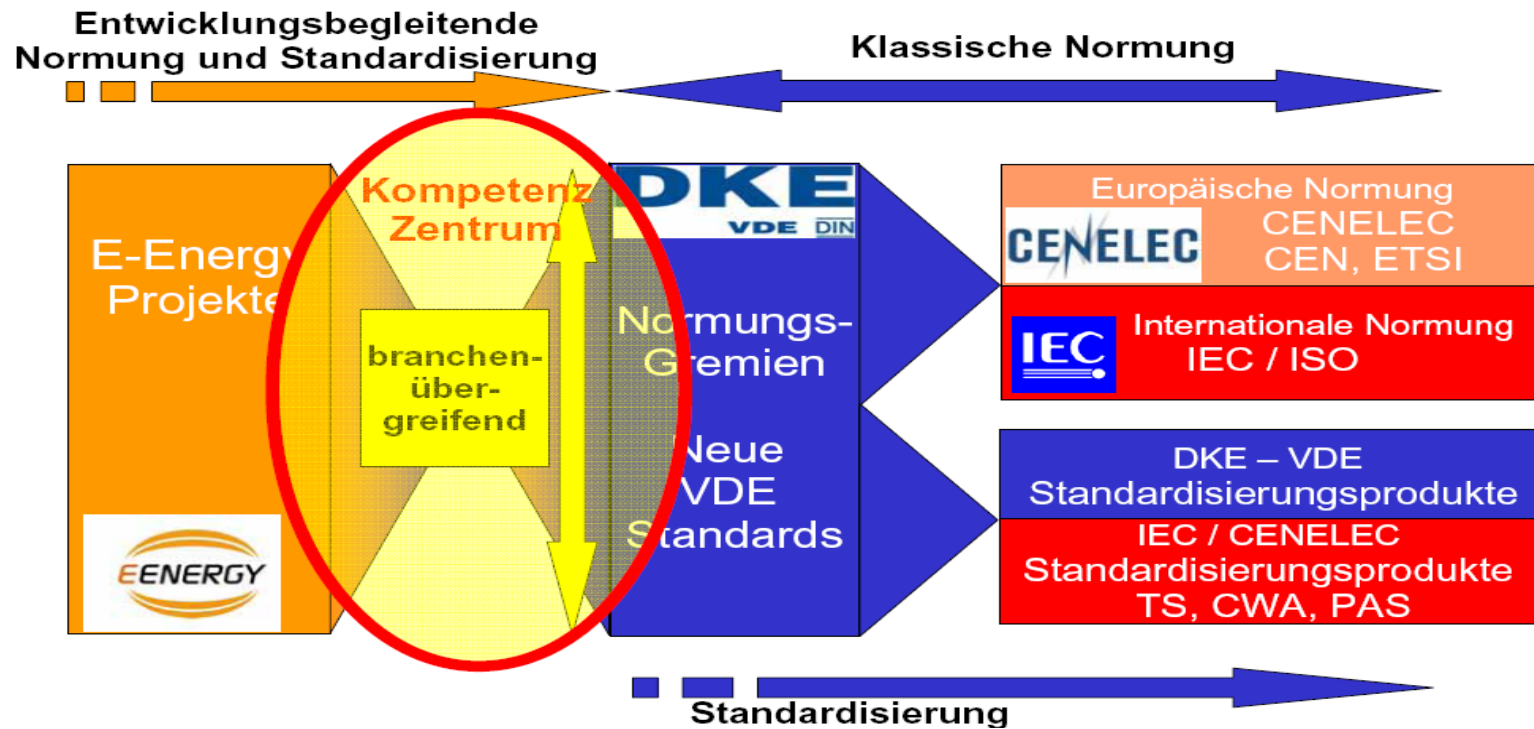 Entwicklungsbegleitende
Normung und Standardisierung
Klassische Normung
E-Energy
Projekte
EENERGY
Kompetenz
Zentrum
branchen-
über-
greifend
DKE
VDE DIN
Normungs-
Gremien
Neue
VDE
Standards
Europäische Normung
CENELEC
CENELEC
CEN, ETSI
IEC
Internationale Normung
IEC / ISO
DKE – VDE
Standardisierungsprodukte
IEC / CENELEC
Standardisierungsprodukte
TS, CWA, PAS
Standardisierung